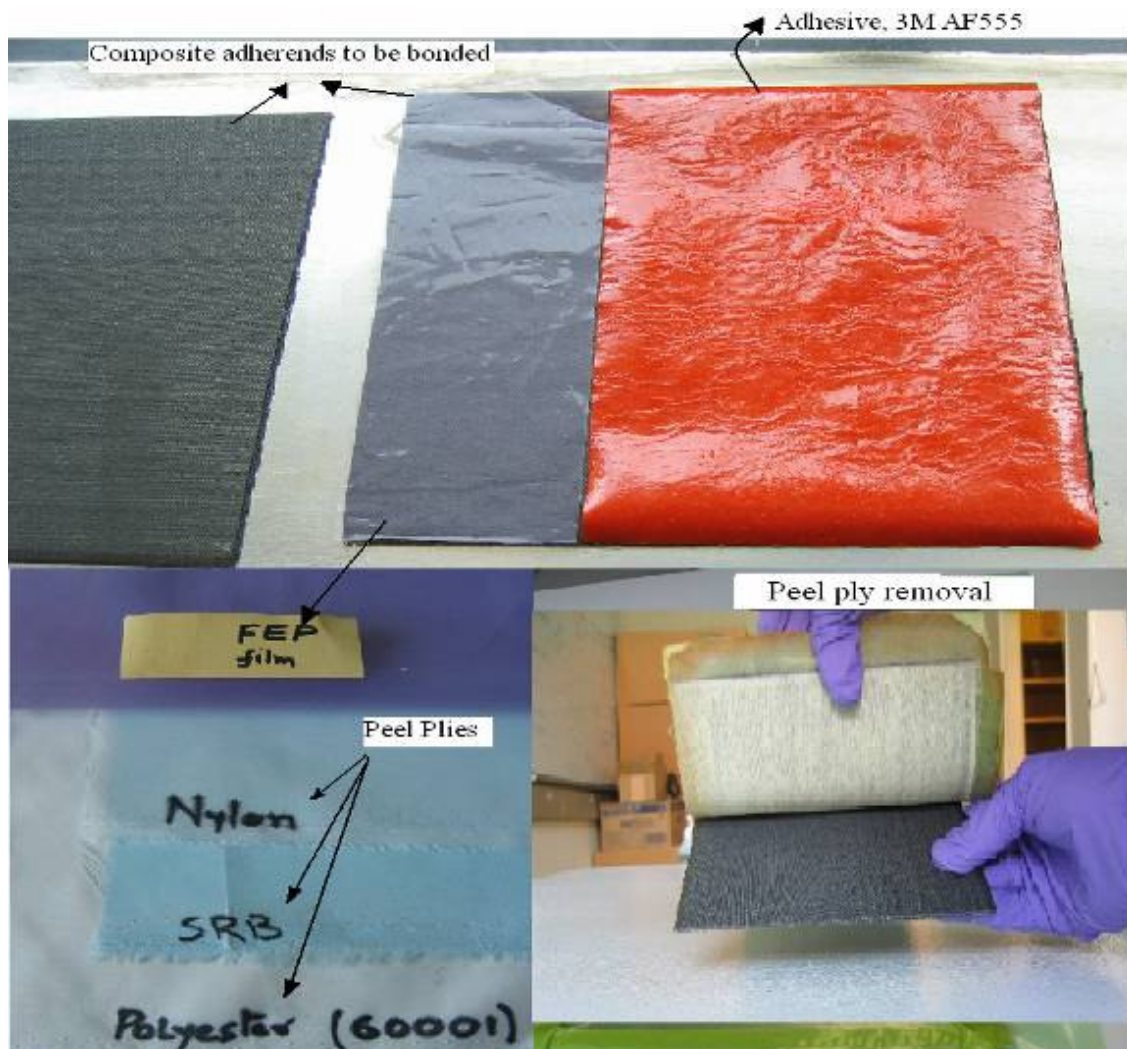 Adhesive, 3M AF555
Composite adherends to be bonded
Peel ply removal
FEP
film
Peel Plies
Nylon
SRB
Polyester (60001)